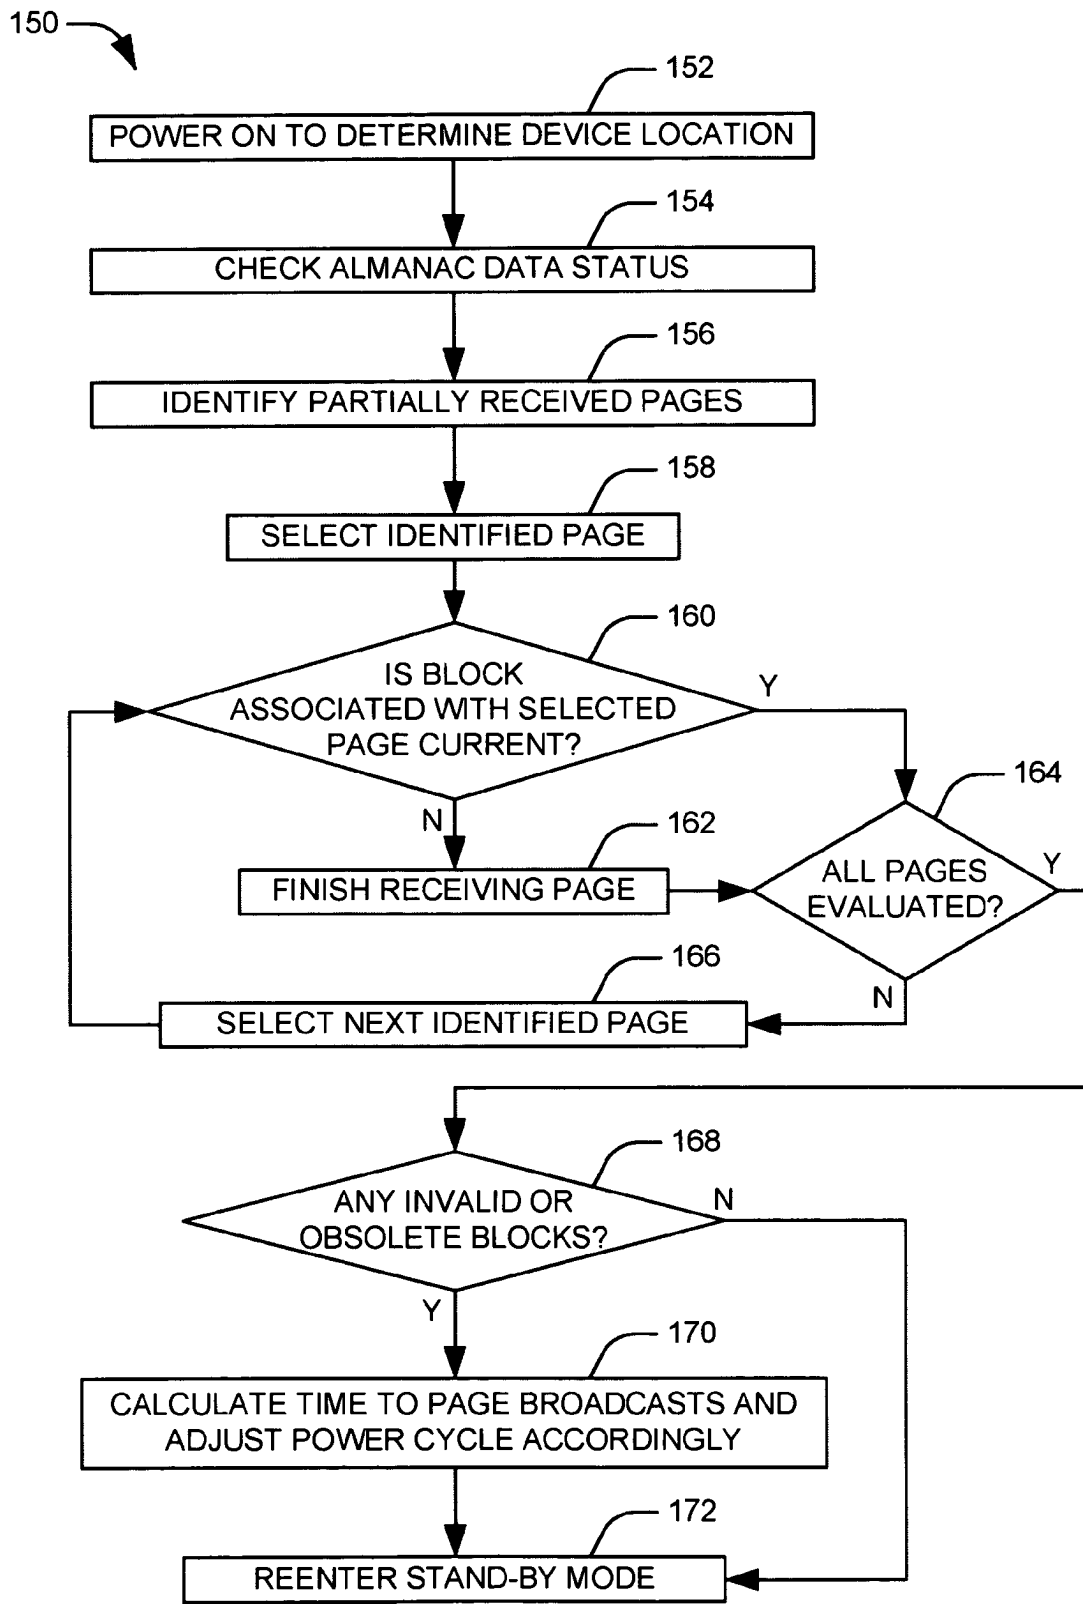 150
152
POWER ON TO DETERMINE DEVICE LOCATION
154
CHECK ALMANAC DATA STATUS
156
IDENTIFY PARTIALLY RECEIVED PAGES
158
SELECT IDENTIFIED PAGE
160
IS BLOCK
ASSOCIATED WITH SELECTED
PAGE CURRENT?
Y
N
162
FINISH RECEIVING PAGE
164
ALL PAGES
EVALUATED?
Y
N
166
SELECT NEXT IDENTIFIED PAGE
168
ANY INVALID OR
OBSOLETE BLOCKS?
N
Y
170
CALCULATE TIME TO PAGE BROADCASTS AND
ADJUST POWER CYCLE ACCORDINGLY
172
REENTER STAND-BY MODE